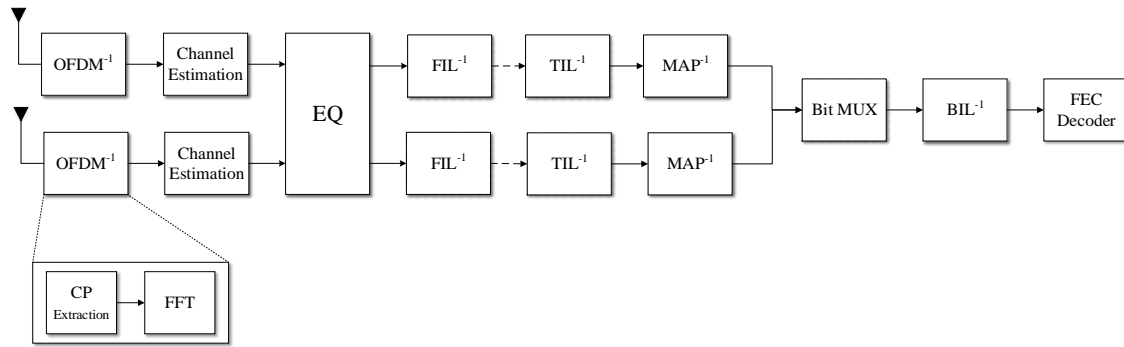 OFDM⁻¹
Channel
Estimation
EQ
FIL⁻¹
TIL⁻¹
MAP⁻¹
Bit MUX
BIL⁻¹
FEC
Decoder
OFDM⁻¹
Channel
Estimation
FIL⁻¹
TIL⁻¹
MAP⁻¹
CP
Extraction
FFT